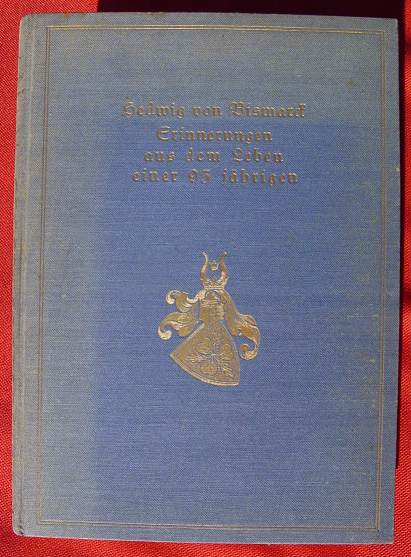 Hedwig von Bismarck
Erinnerungen
aus dem Leben
einer 95 jährigen